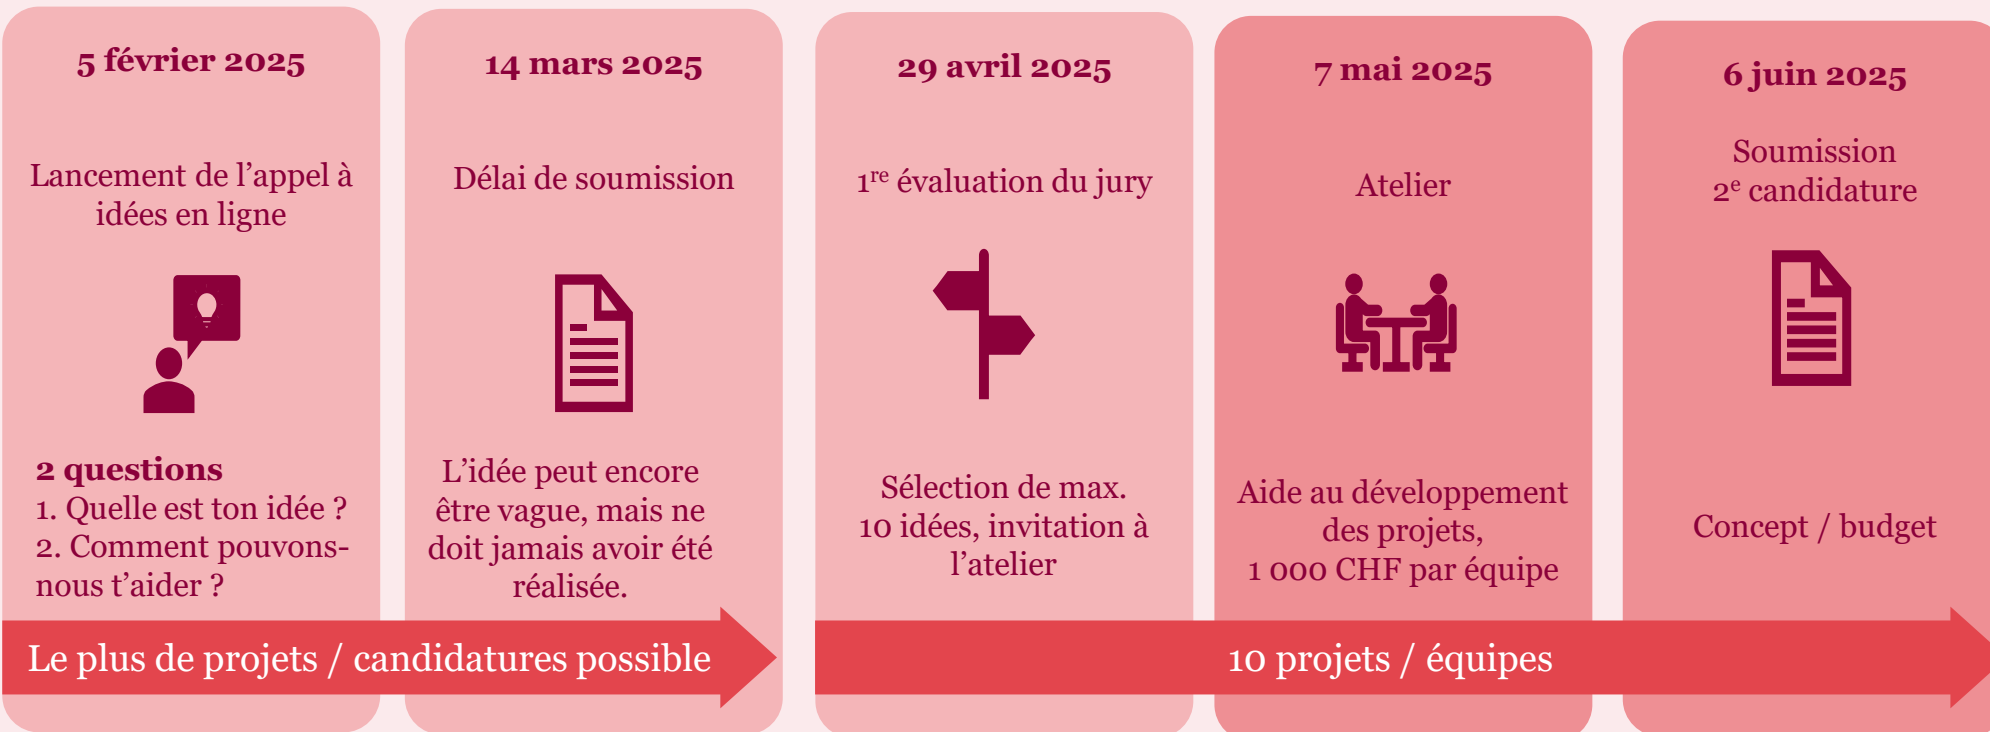 5 février 2025
Lancement de l’appel à
idées en ligne
2 questions
1. Quelle est ton idée ?
2. Comment pouvons-
nous t’aider ?
14 mars 2025
Délai de soumission
L’idée peut encore
être vague, mais ne
doit jamais avoir été
réalisée.
Le plus de projets / candidatures possible
29 avril 2025
1re évaluation du jury
Sélection de max.
10 idées, invitation à
l’atelier
7 mai 2025
Atelier
Aide au développement
des projets,
1 000 CHF par équipe
6 juin 2025
Soumission
2e candidature
Concept / budget
10 projets / équipes